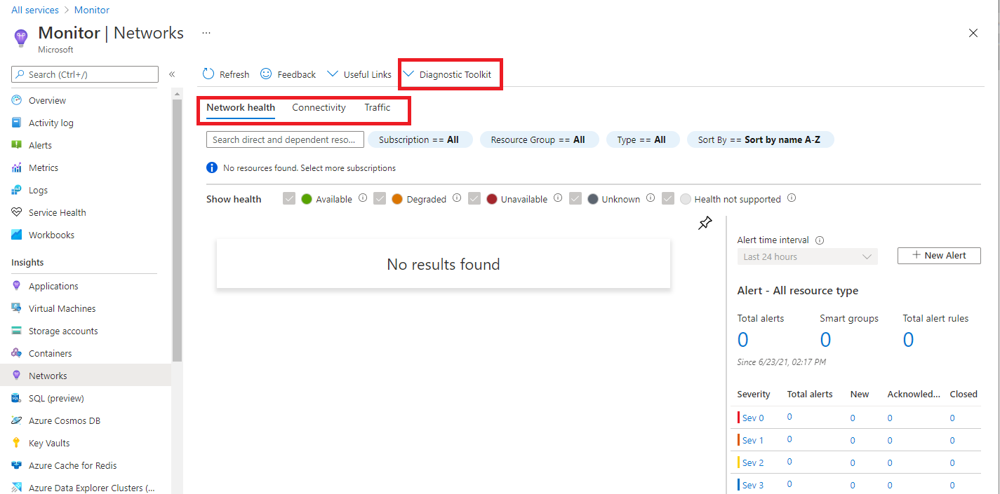 All services > Monitor
Monitor | Networks ...
Microsoft
Search (Ctrl+/)
«
Overview
Activity log
Alerts
Metrics
Logs
Service Health
Workbooks
Insights
Applications
Virtual Machines
Storage accounts
Containers
Networks
SQL (preview)
Azure Cosmos DB
Key Vaults
Azure Cache for Redis
Azure Data Explorer Clusters (...
Refresh Feedback Useful Links Diagnostic Toolkit
Network health Connectivity Traffic
Search direct and dependent reso... Subscription == All Resource Group == All Type == All Sort By == Sort by name A-Z
No resources found. Select more subscriptions
Show health Available Degraded Unavailable Unknown Health not supported
No results found
Alert time interval
Last 24 hours + New Alert
Alert - All resource type
Total alerts Smart groups Total alert rules
0 0 0
Since 6/23/21, 02:17 PM
Severity Total alerts New Acknowled... Closed
Sev 0 0 0 0 0
Sev 1 0 0 0 0
Sev 2 0 0 0 0
Sev 3 0 0 0 0